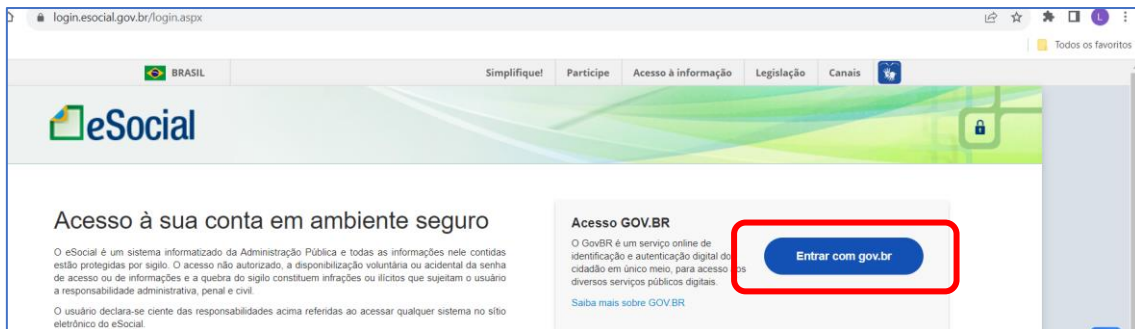 login.esocial.gov.br/login.aspx
L
Todos os favoritos
BRASIL
Simplifique!
Participe
Acesso à informação
Legislação
Canais
eSocial
Acesso à sua conta em ambiente seguro
O eSocial é um sistema informatizado da Administração Pública e todas as informações nele contidas
estão protegidas por sigilo. O acesso não autorizado, a disponibilização voluntária ou acidental da senha
de acesso ou de informações e a quebra do sigilo constituem infrações ou ilícitos que sujeitam o usuário
a responsabilidade administrativa, penal e civil.
O usuário declara-se ciente das responsabilidades acima referidas ao acessar qualquer sistema no sítio
eletrônico do eSocial.
Acesso GOV.BR
O GovBR é um serviço online de
identificação e autenticação digital do
cidadão em único meio, para acesso aos
diversos serviços públicos digitais.
Saiba mais sobre GOV.BR
Entrar com gov.br